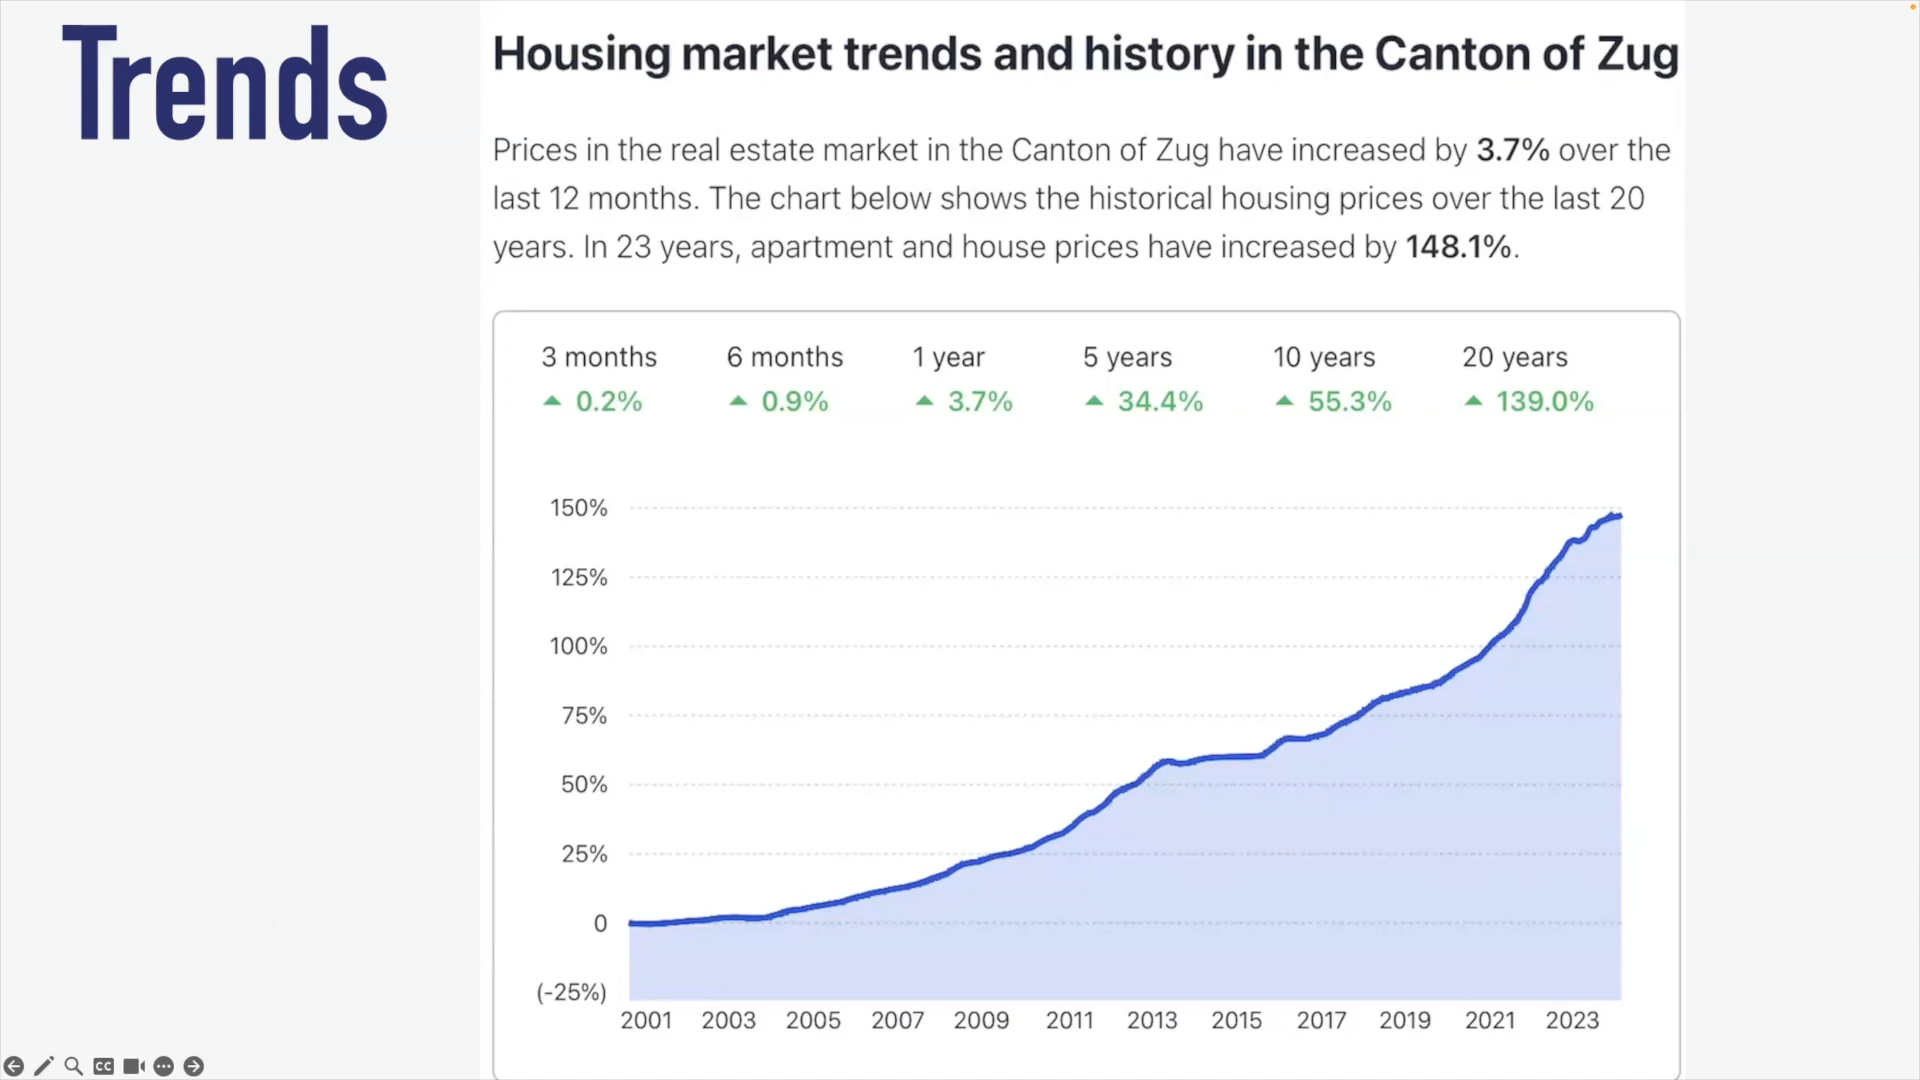 Trends
Housing market trends and history in the Canton of Zug
Prices in the real estate market in the Canton of Zug have increased by 3.7% over the
last 12 months. The chart below shows the historical housing prices over the last 20
years. In 23 years, apartment and house prices have increased by 148.1%.
3 months 6 months 1 year 5 years 10 years 20 years
0.2% 0.9% 3.7% 34.4% 55.3% 139.0%
150%
125%
100%
75%
50%
25%
0
(-25%)
2001 2003 2005 2007 2009 2011 2013 2015 2017 2019 2021 2023
CC